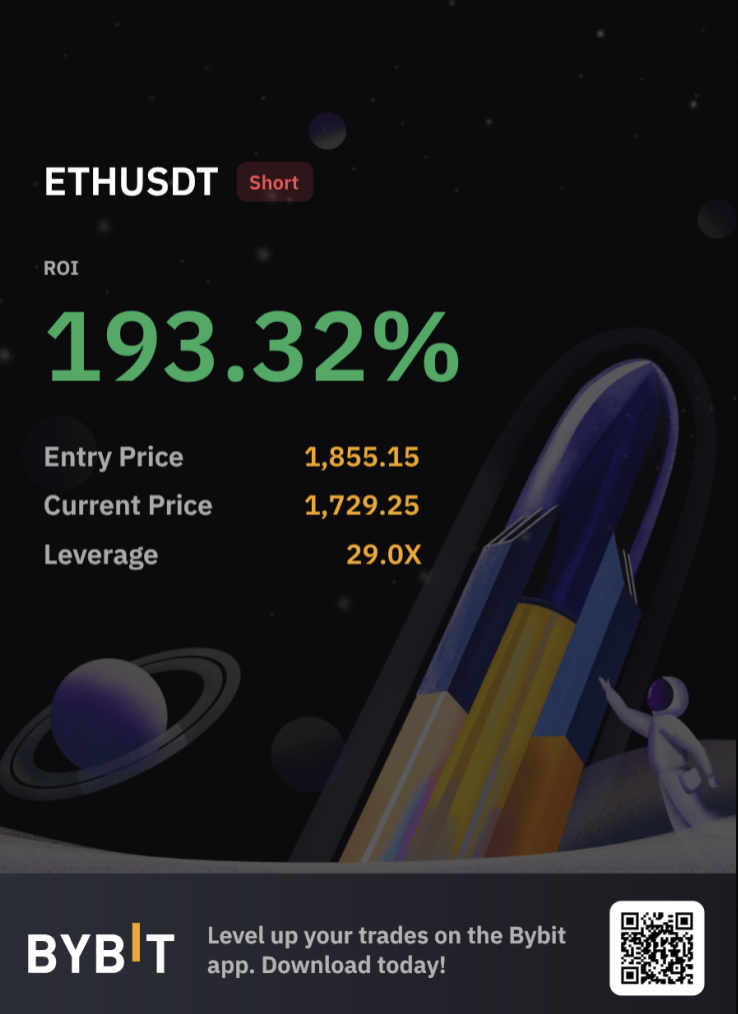 ETHUSDT Short
ROI
193.32%
Entry Price 1,855.15
Current Price 1,729.25
Leverage 29.0X
BYBIT
Level up your trades on the Bybit
app. Download today!